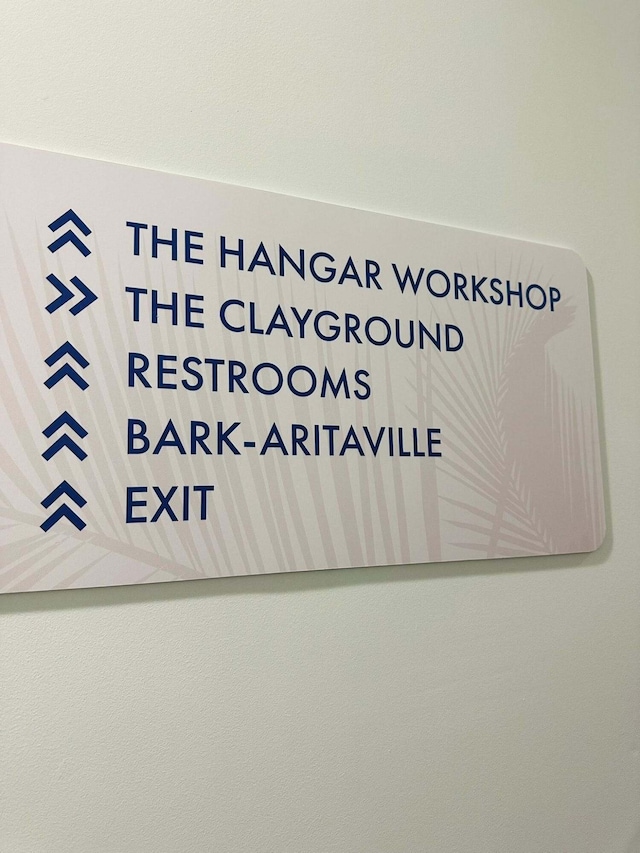 THE HANGAR WORKSHOP
THE CLAYGROUND
RESTROOMS
BARK-ARITAVILLE
EXIT